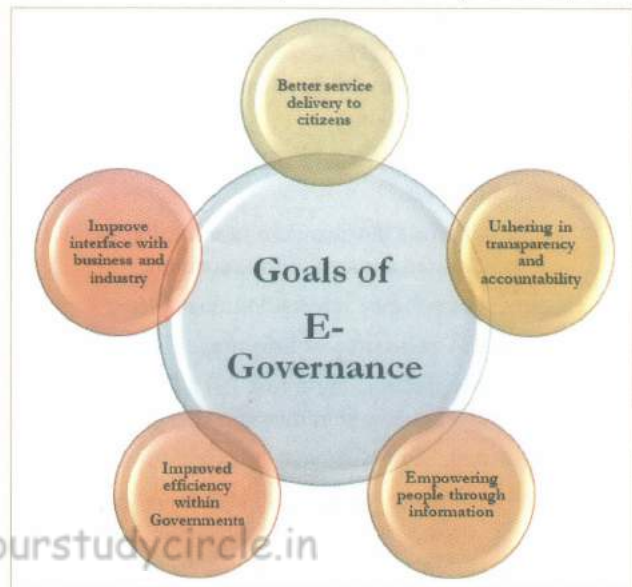 Better service
delivery to
citizens
Improve
interface with
business and
industry
Ushering in
transparency
and
accountability
Goals of
E-
Governance
Improved
efficiency
within
Governments
Empowering
people through
information
ourstudycircle.in